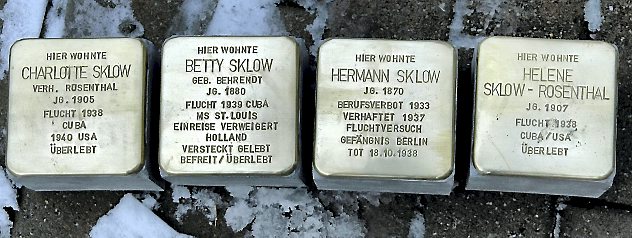 HIER WOHNTE
CHARLOTTE SKLOW
VERH. ROSENTHAL
JG. 1905
FLUCHT 1938
CUBA
1940 USA
ÜBERLEBT
HIER WOHNTE
BETTY SKLOW
GEB. BEHRENDT
JG. 1880
FLUCHT 1939 CUBA
MS ST. LOUIS
EINREISE VERWEIGERT
HOLLAND
VERSTECKT GELEBT
BEFREIT / ÜBERLEBT
HIER WOHNTE
HERMANN SKLOW
JG. 1870
BERUFSVERBOT 1933
VERHAFTET 1937
FLUCHTVERSUCH
GEFÄNGNIS BERLIN
TOT 18.10.1938
HIER WOHNTE
HELENE
SKLOW - ROSENTHAL
JG. 1907
FLUCHT 1938
CUBA / USA
ÜBERLEBT